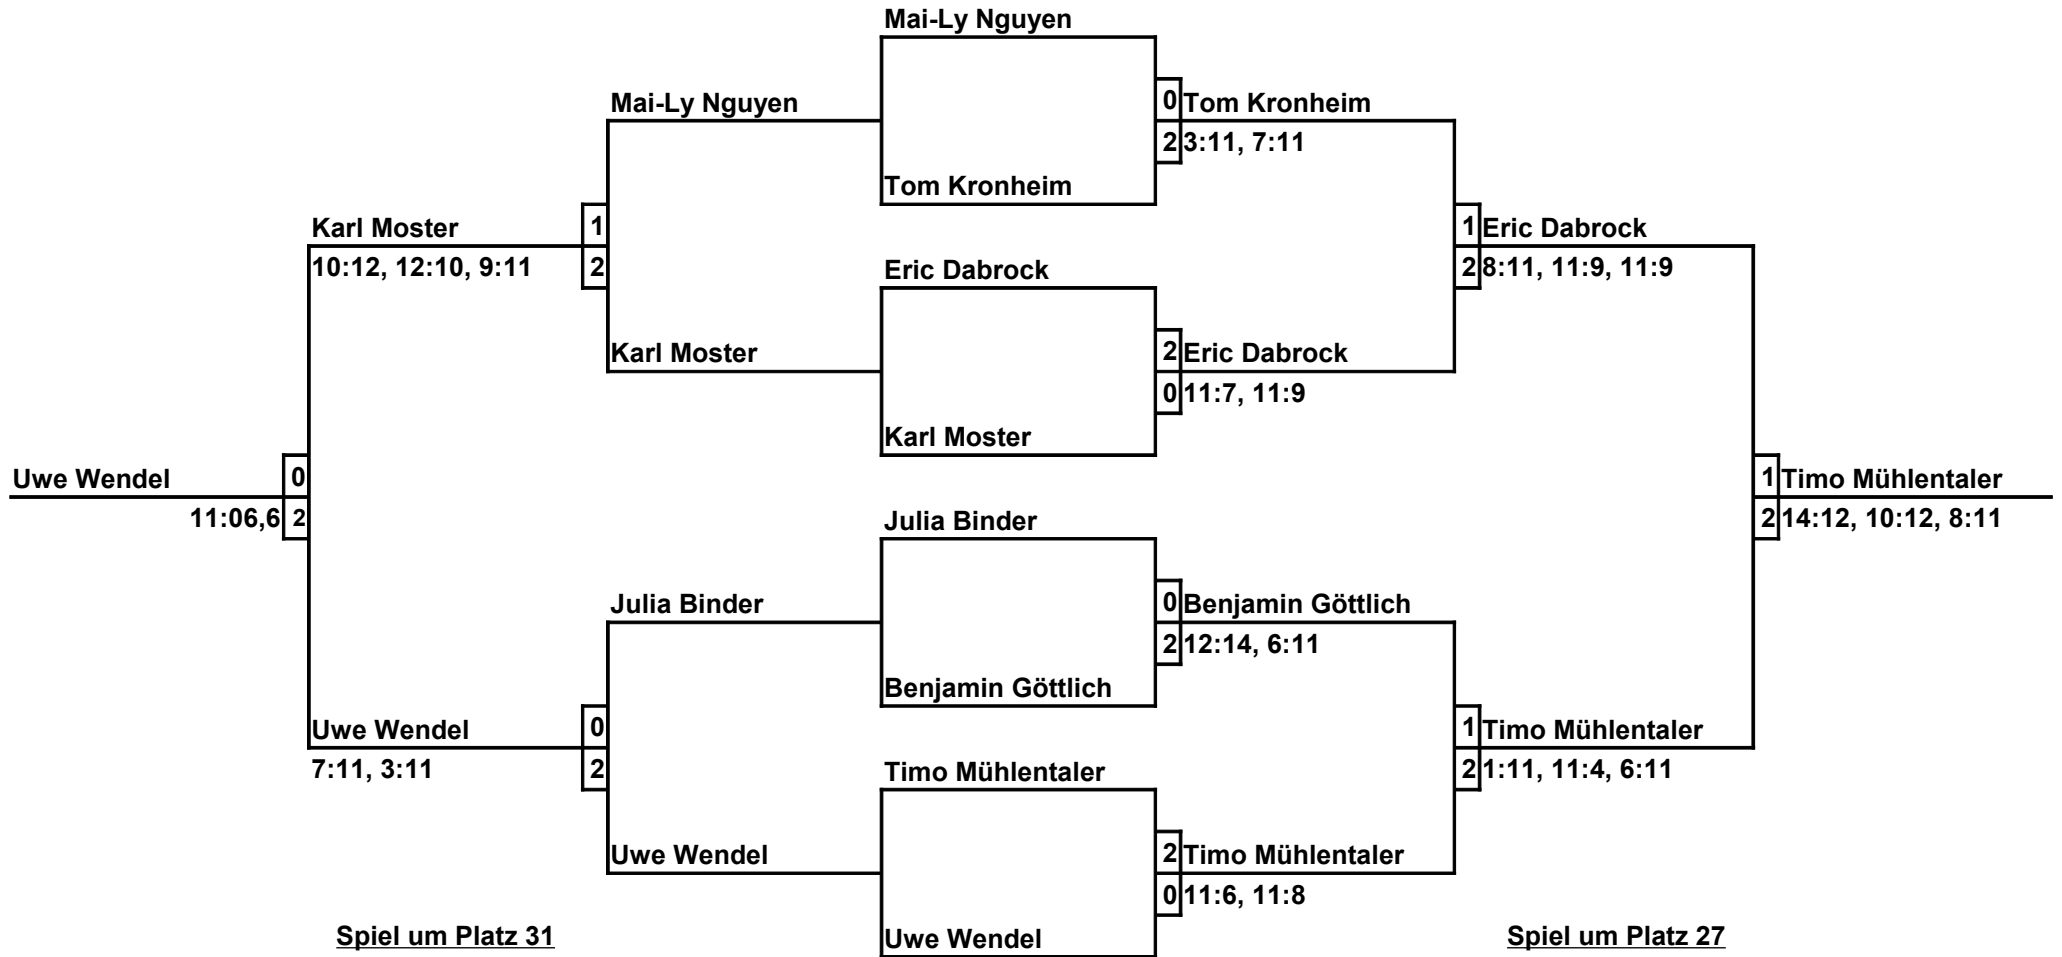 Mai-Ly Nguyen
Mai-Ly Nguyen
0 Tom Kronheim
2 3:11, 7:11
Tom Kronheim
Karl Moster 1
10:12, 12:10, 9:11 2
1 Eric Dabrock
2 8:11, 11:9, 11:9
Eric Dabrock
Karl Moster
2 Eric Dabrock
0 11:7, 11:9
Karl Moster
Uwe Wendel 0
11:06,6 2
1 Timo Mühlentaler
2 14:12, 10:12, 8:11
Julia Binder
Julia Binder
0 Benjamin Göttlich
2 12:14, 6:11
Benjamin Göttlich
Uwe Wendel 0
7:11, 3:11 2
1 Timo Mühlentaler
2 1:11, 11:4, 6:11
Timo Mühlentaler
Uwe Wendel
2 Timo Mühlentaler
0 11:6, 11:8
Uwe Wendel
Spiel um Platz 31
Spiel um Platz 27